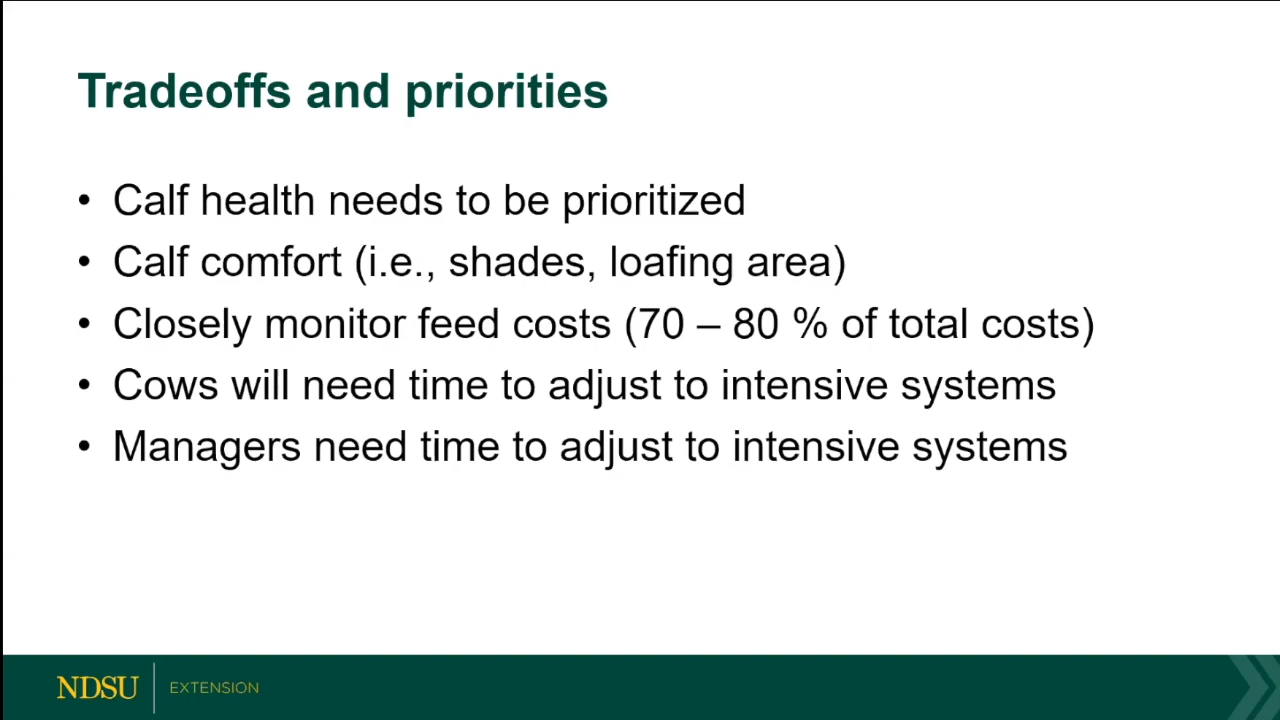 Tradeoffs and priorities
• Calf health needs to be prioritized
• Calf comfort (i.e., shades, loafing area)
• Closely monitor feed costs (70 – 80 % of total costs)
• Cows will need time to adjust to intensive systems
• Managers need time to adjust to intensive systems
NDSU EXTENSION